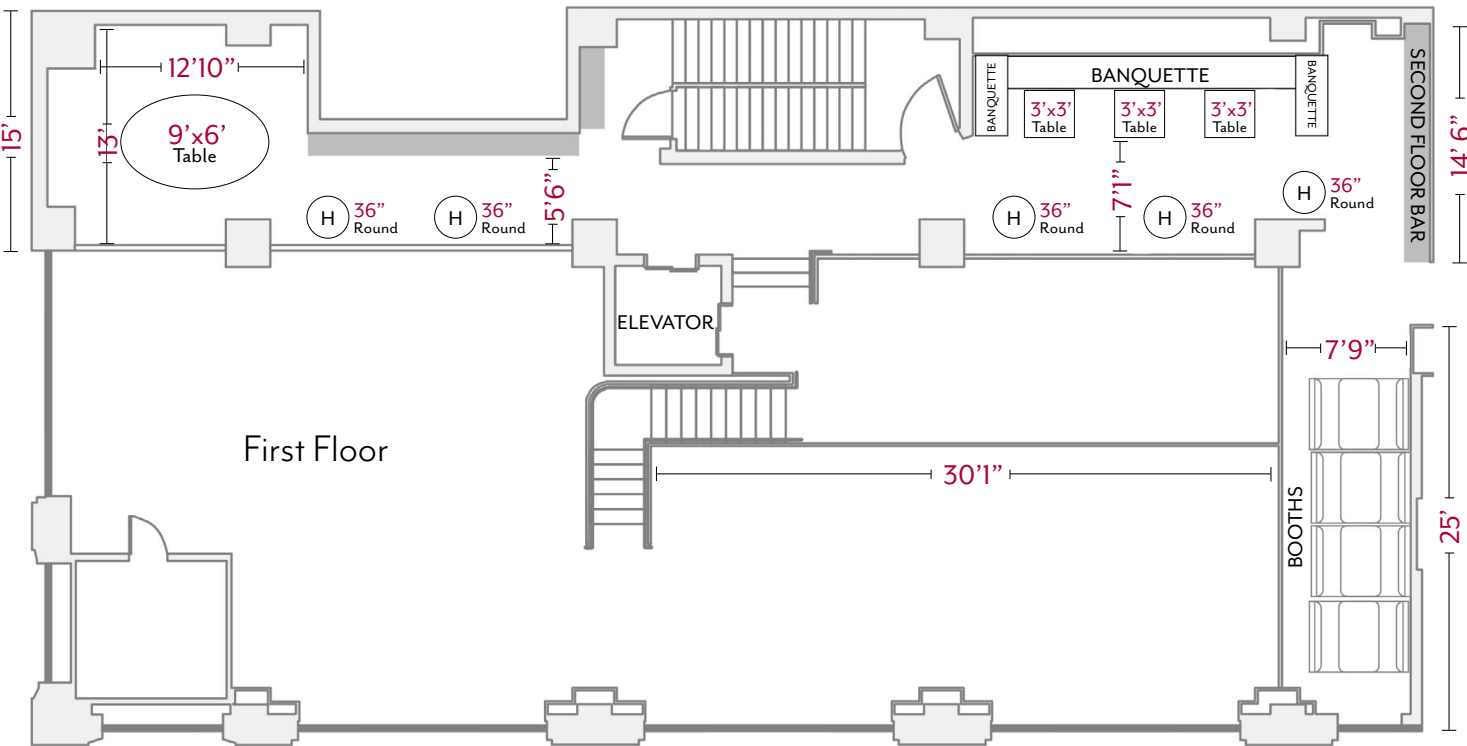 12’10”
BANQUETTE
BANQUETTE
BANQUETTE
SECOND FLOOR BAR
3’x3’
Table
3’x3’
Table
3’x3’
Table
15’
13’
9’x6’
Table
14’ 6”
5’6”
7’1”
H
36”
Round
H
36”
Round
H
36”
Round
H
36”
Round
H
36”
Round
ELEVATOR
7’9”
First Floor
30’1”
BOOTHS
25’